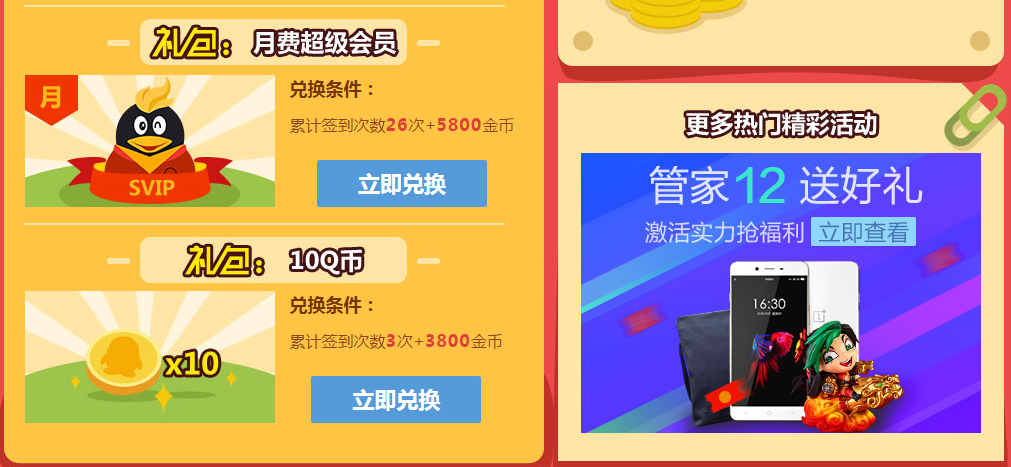 礼包：月费超级会员
月
SVIP
兑换条件：
累计签到次数26次+5800金币
立即兑换
礼包：10Q币
x10
兑换条件：
累计签到次数3次+3800金币
立即兑换
更多热门精彩活动
管家12 送好礼
激活实力抢福利 立即查看
16:30